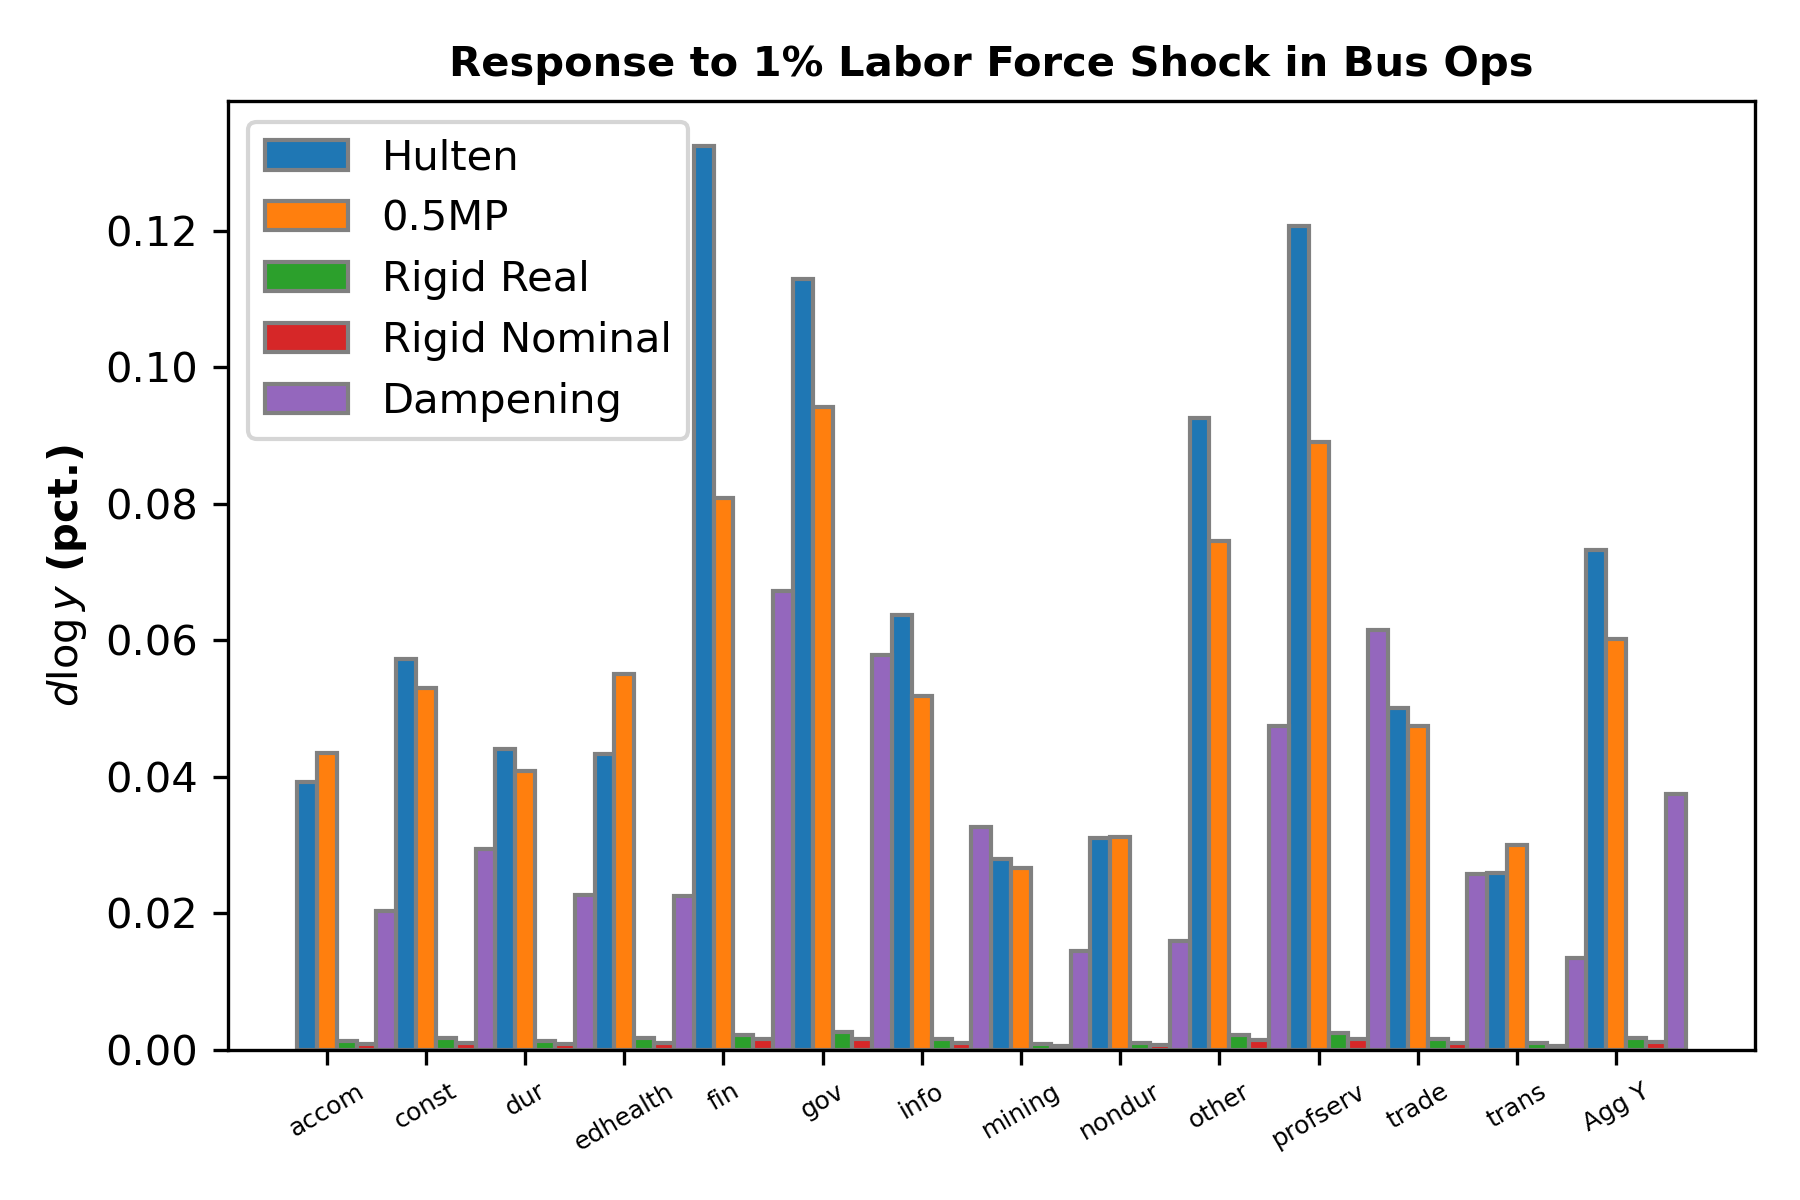 Response to 1% Labor Force Shock in Bus Ops
Hulten
0.5MP
Rigid Real
Rigid Nominal
Dampening
dlog y (pct.)
0.12
0.10
0.08
0.06
0.04
0.02
0.00
accom
const
dur
edhealth
fin
gov
info
mining
nondur
other
profserv
trade
trans
Agg Y